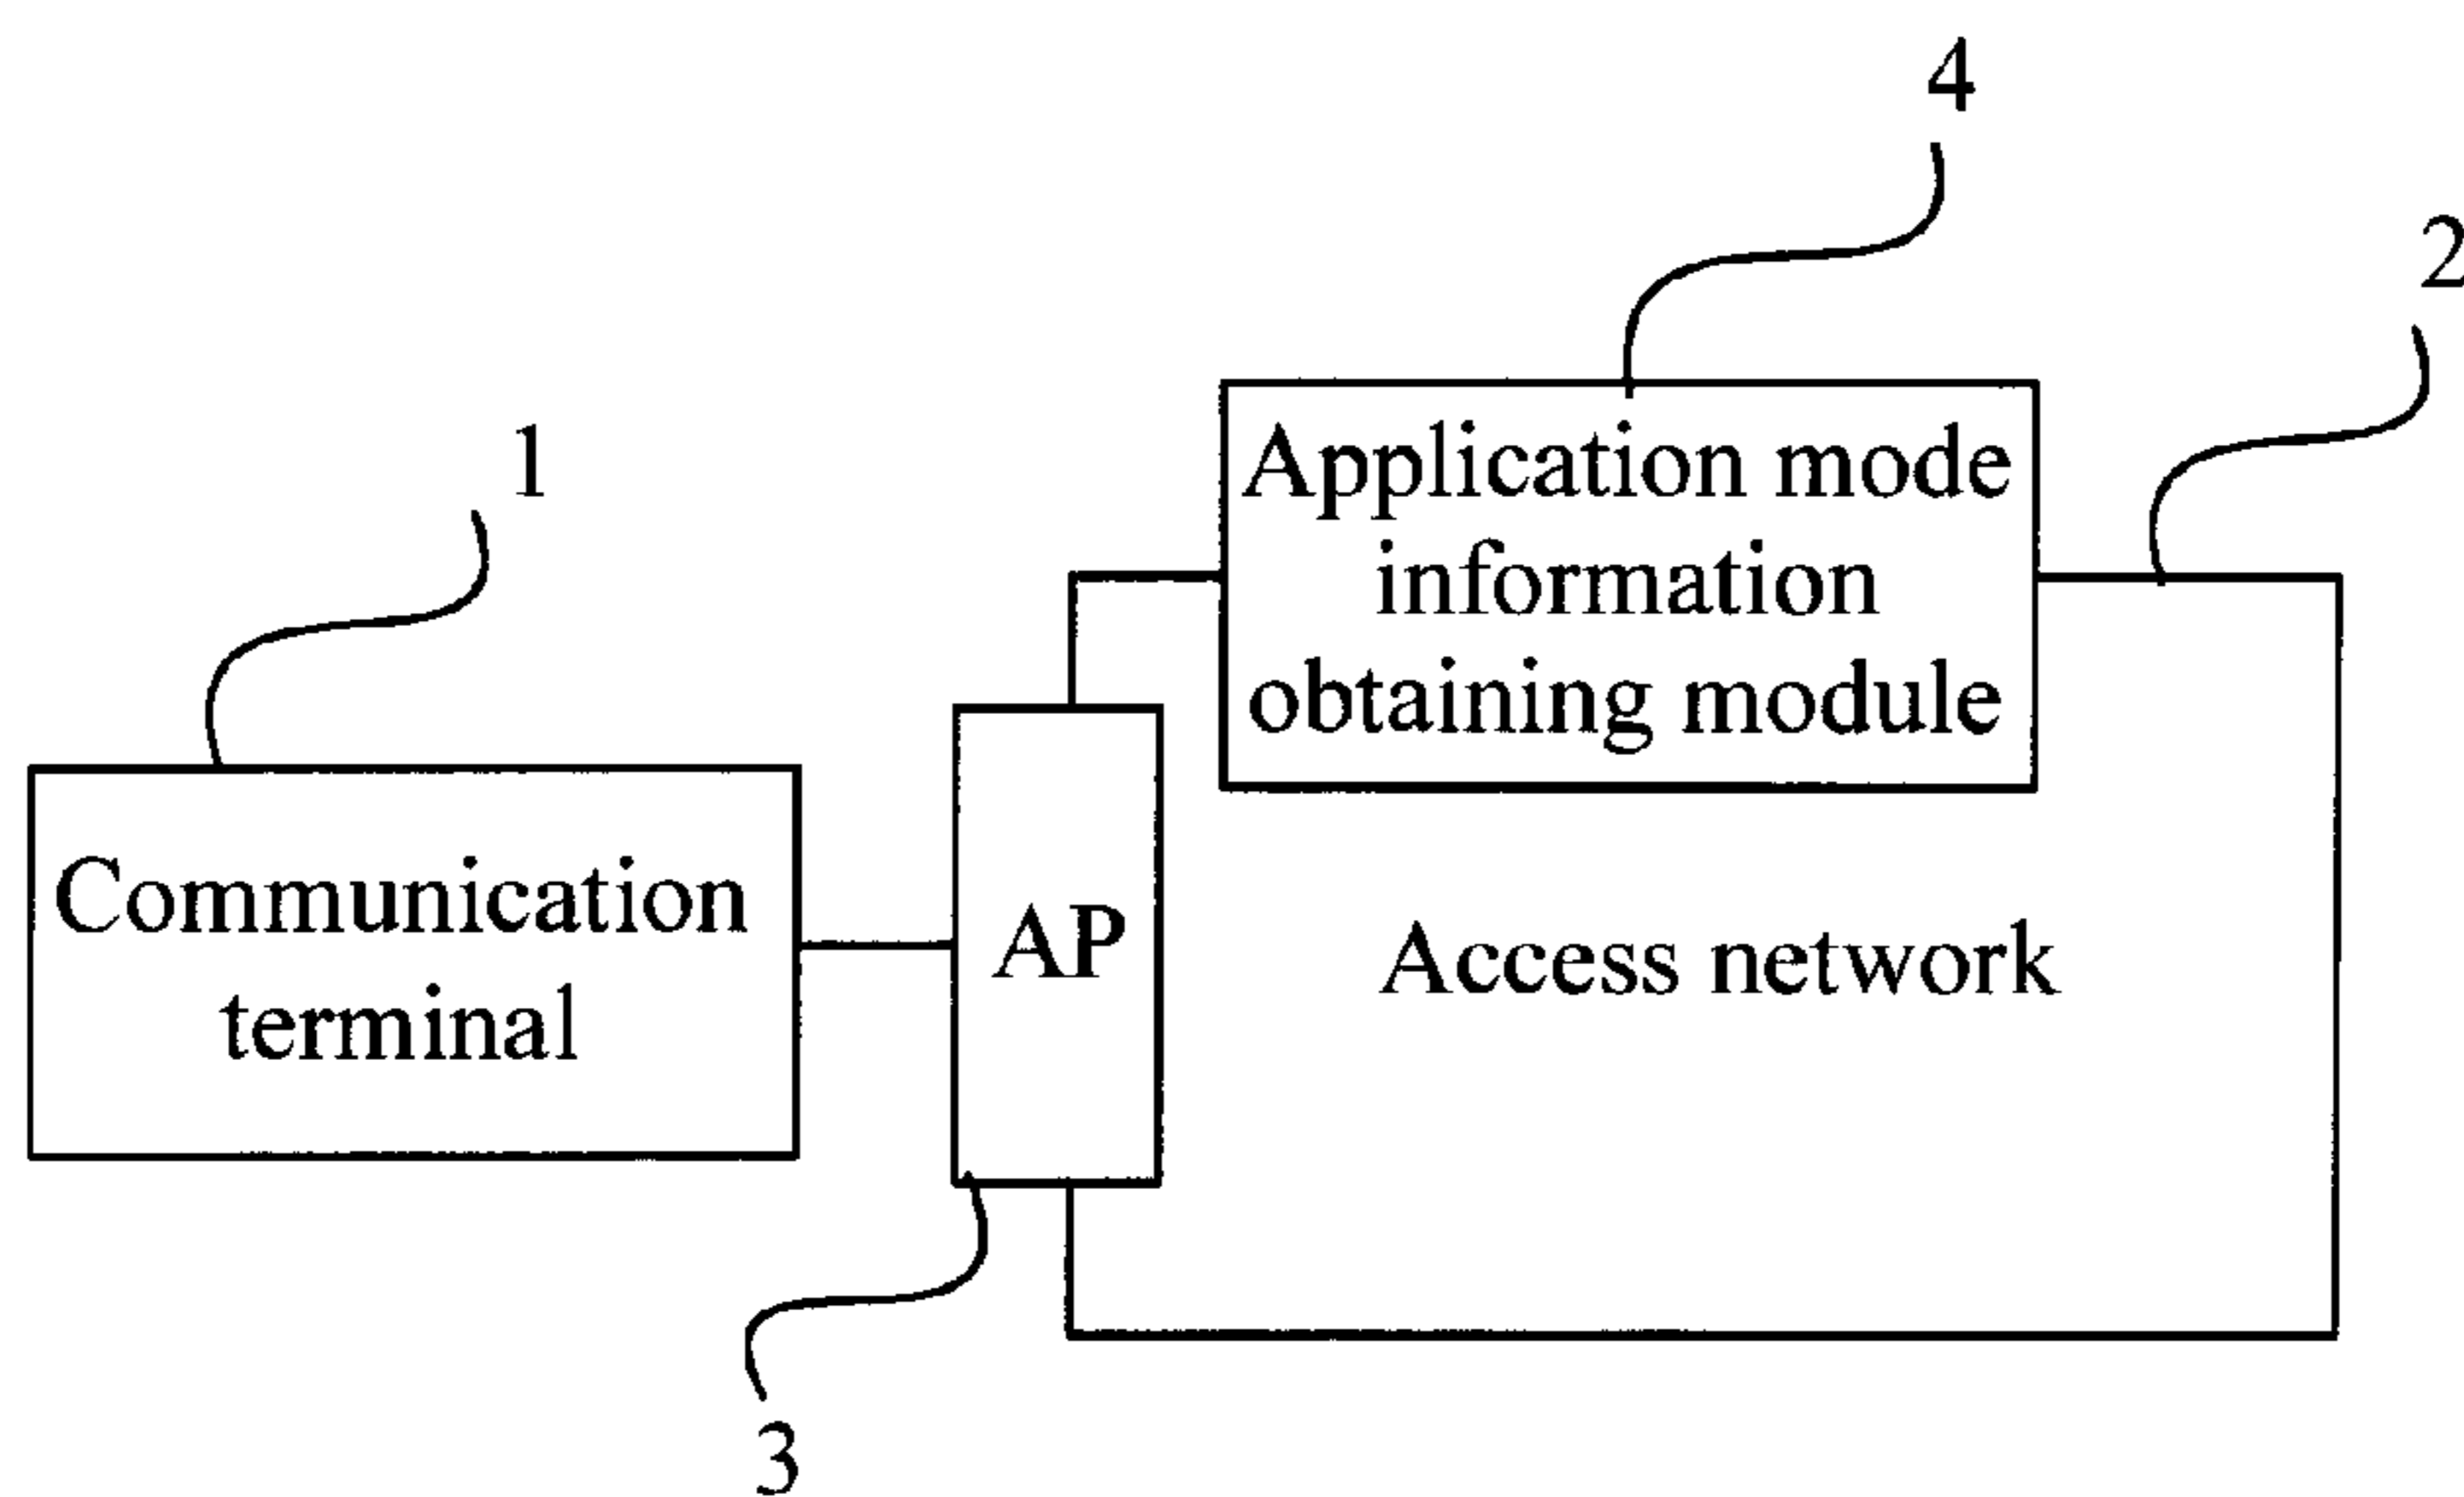 4
2
1
Application mode
information
obtaining module
Communication
terminal
AP
Access network
3